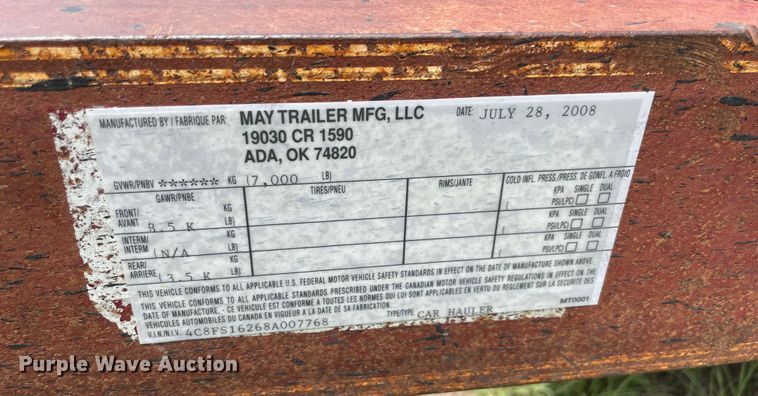 MANUFACTURED BY / FABRIQUE PAR: MAY TRAILER MFG, LLC DATE: JULY 28, 2008
19030 CR 1590
ADA, OK 74820
GVWR/PNBV ****** KG (7,000 LB)
GAWR/PNBE TIRES/PNEU RIMS/JANTE COLD INFL. PRESS/PRESS. DE GONFL. A FROID
FRONT/ KG KPA SINGLE DUAL
AVANT ( 3.5 K LB) ( PSI/LPC)
INTERM/ KG KPA SINGLE DUAL
INTERM ( N/A LB) ( PSI/LPC)
REAR/ KG KPA SINGLE DUAL
ARRIERE ( 3.5 K LB) ( PSI/LPC)
THIS VEHICLE CONFORMS TO ALL APPLICABLE U.S. FEDERAL MOTOR VEHICLE SAFETY STANDARDS IN EFFECT ON THE DATE OF MANUFACTURE SHOWN ABOVE.
THIS VEHICLE CONFORMS TO ALL APPLICABLE STANDARDS PRESCRIBED UNDER THE CANADIAN MOTOR VEHICLE SAFETY REGULATIONS IN EFFECT ON THE
DATE OF MANUFACTURE. - CE VEHICULE EST CONFORME A TOUTES LES NORMES QUI LUI SONT APPLICABLES EN VERTU DU REGLEMENT SUR LA SECURITE DES
VEHICULES AUTOMOBILES DU CANADA EN VIGUEUR A LA DATE DE SA FABRICATION. MT0001
V.I.N./N.I.V. 4C8FS16268A007768 TYPE/TYPE CAR HAULER
Purple Wave Auction